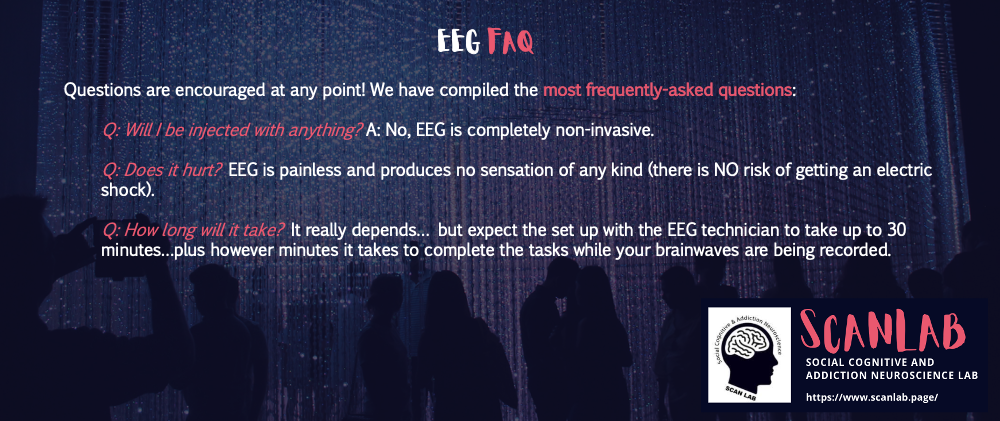 EEG FAQ
Questions are encouraged at any point! We have compiled the most frequently-asked questions:
Q: Will I be injected with anything? A: No, EEG is completely non-invasive.
Q: Does it hurt? EEG is painless and produces no sensation of any kind (there is NO risk of getting an electric
shock).
Q: How long will it take? It really depends... but expect the set up with the EEG technician to take up to 30
minutes...plus however minutes it takes to complete the tasks while your brainwaves are being recorded.
Social Cognitive & Addiction Neuroscience
SCAN LAB
SCANLAB
SOCIAL COGNITIVE AND
ADDICTION NEUROSCIENCE LAB
https://www.scanlab.page/